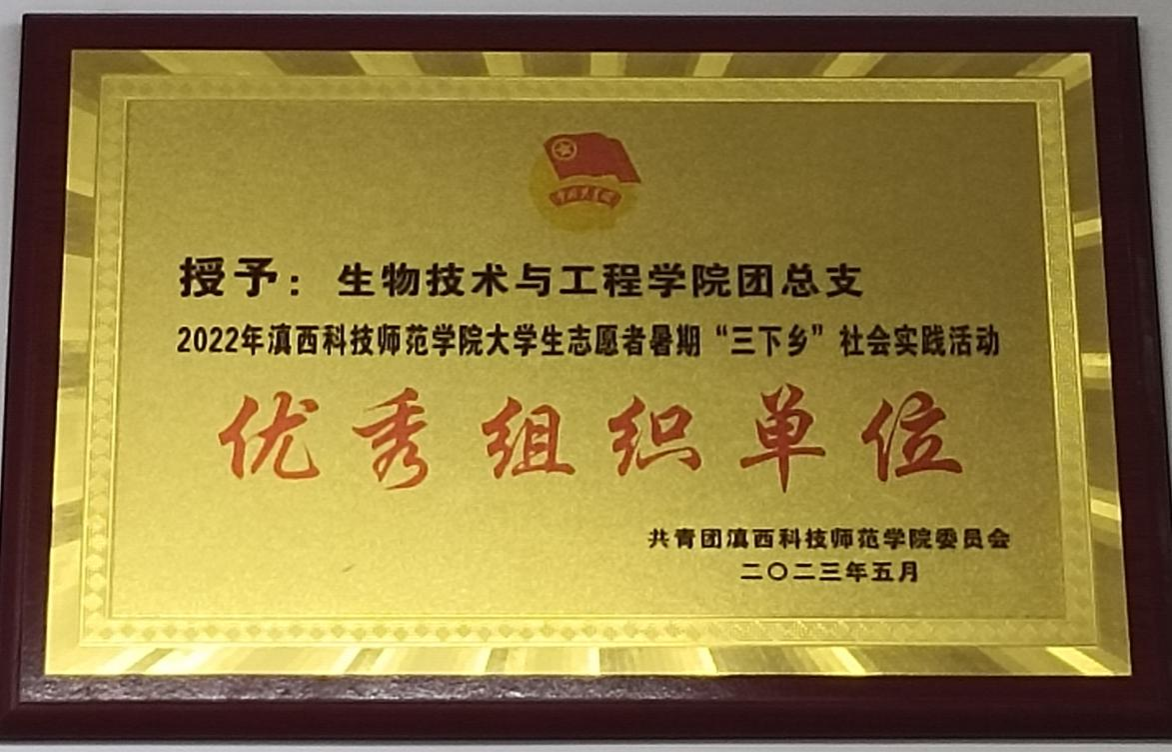 授予：生物技术与工程学院团总支
2022年滇西科技师范学院大学生志愿者暑期“三下乡”社会实践活动
优秀组织单位
共青团滇西科技师范学院委员会
二〇二三年五月